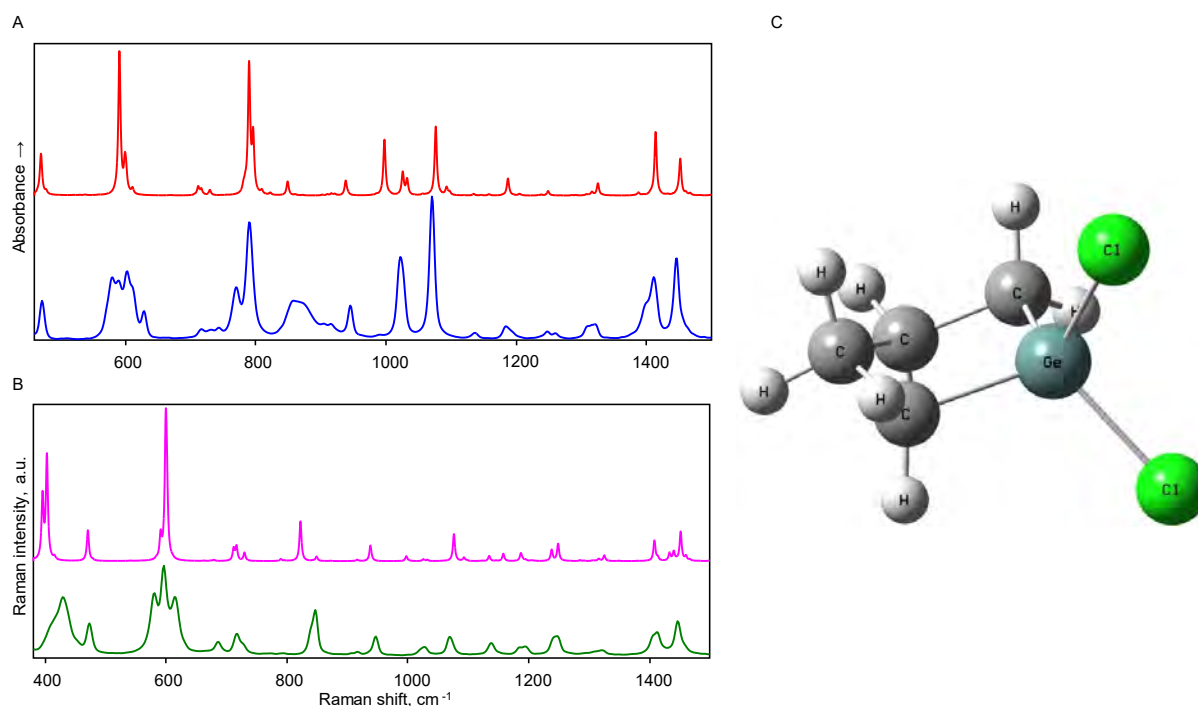 A
C
Absorbance →
600
800
1000
1200
1400
B
Raman intensity, a.u.
400
600
800
1000
1200
1400
Raman shift, cm⁻¹
H
Cl
H
H
C
H
C
Ge
C
H
H
C
H
Cl